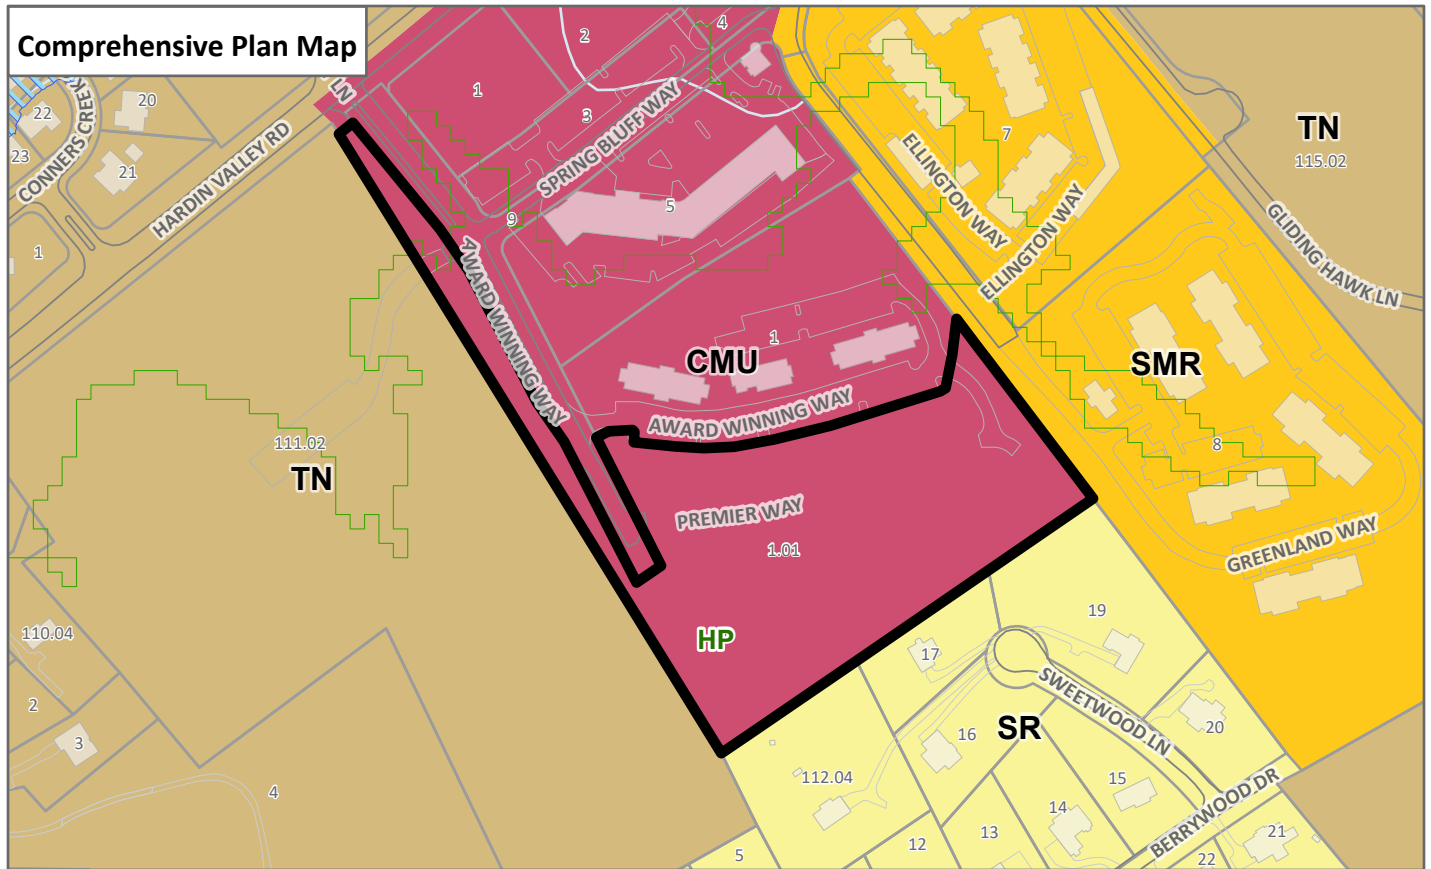 Comprehensive Plan Map
LN
2
4
1
3
SPRING BLUFF WAY
22
20
23
21
CONNERS CREEK
HARDIN VALLEY RD
1
7
ELLINGTON WAY
ELLINGTON WAY
TN
115.02
GLIDING HAWK LN
5
9
AWARD WINNING WAY
1
CMU
AWARD WINNING WAY
SMR
8
GREENLAND WAY
111.02
TN
PREMIER WAY
1.01
HP
110.04
2
3
4
17
19
SWEETWOOD LN
16
SR
20
112.04
15
14
BERRYWOOD DR
13
12
5
21
22